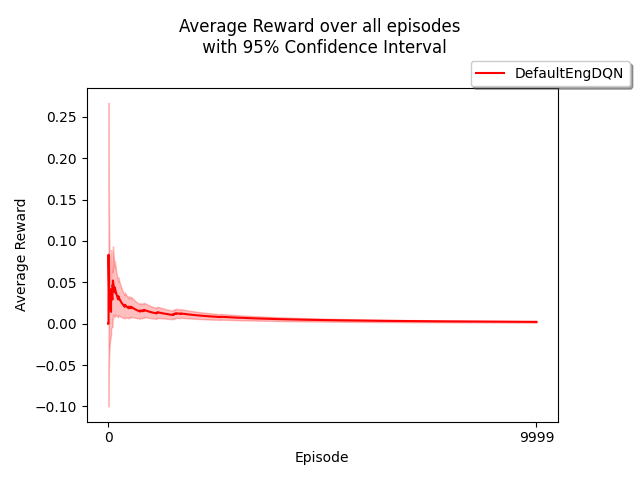 Average Reward over all episodes
with 95% Confidence Interval
DefaultEngDQN
0.25
0.20
0.15
0.10
0.05
0.00
−0.05
−0.10
Average Reward
0
9999
Episode